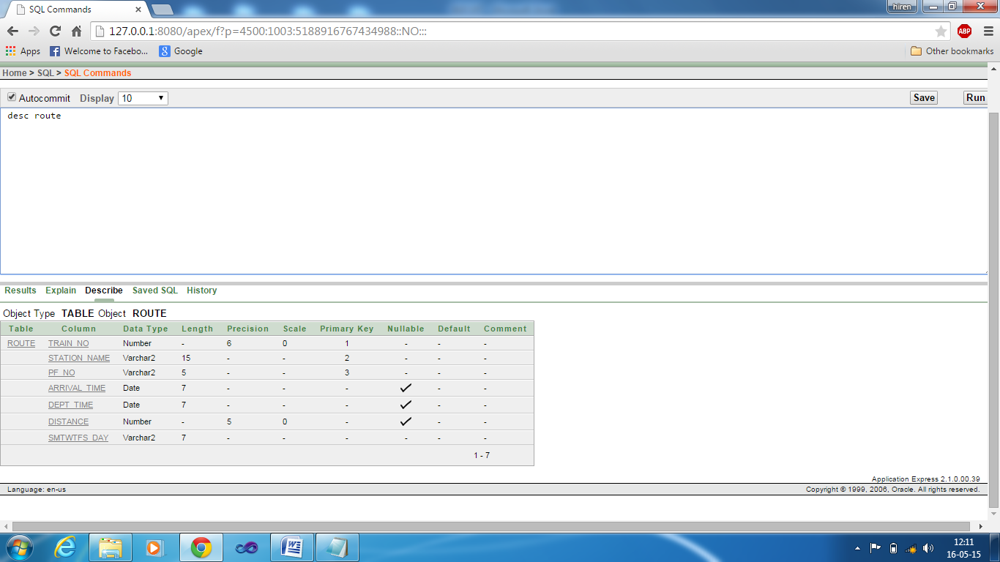 SQL Commands
hiren
127.0.0.1:8080/apex/f?p=4500:1003:5188916767434988::NO:::
ABP
Apps Welcome to Facebo... Google Other bookmarks
Home > SQL > SQL Commands
Autocommit Display 10 Save Run
desc route
Results Explain Describe Saved SQL History
Object Type TABLE Object ROUTE
Table Column Data Type Length Precision Scale Primary Key Nullable Default Comment
ROUTE TRAIN_NO Number - 6 0 1 - - -
STATION_NAME Varchar2 15 - - 2 - - -
PF_NO Varchar2 5 - - 3 - - -
ARRIVAL_TIME Date 7 - - - ✓ - -
DEPT_TIME Date 7 - - - ✓ - -
DISTANCE Number - 5 0 - ✓ - -
SMTWTFS_DAY Varchar2 7 - - - - - -
1 - 7
Application Express 2.1.0.00.39
Language: en-us Copyright © 1999, 2006, Oracle. All rights reserved.
12:11
16-05-15